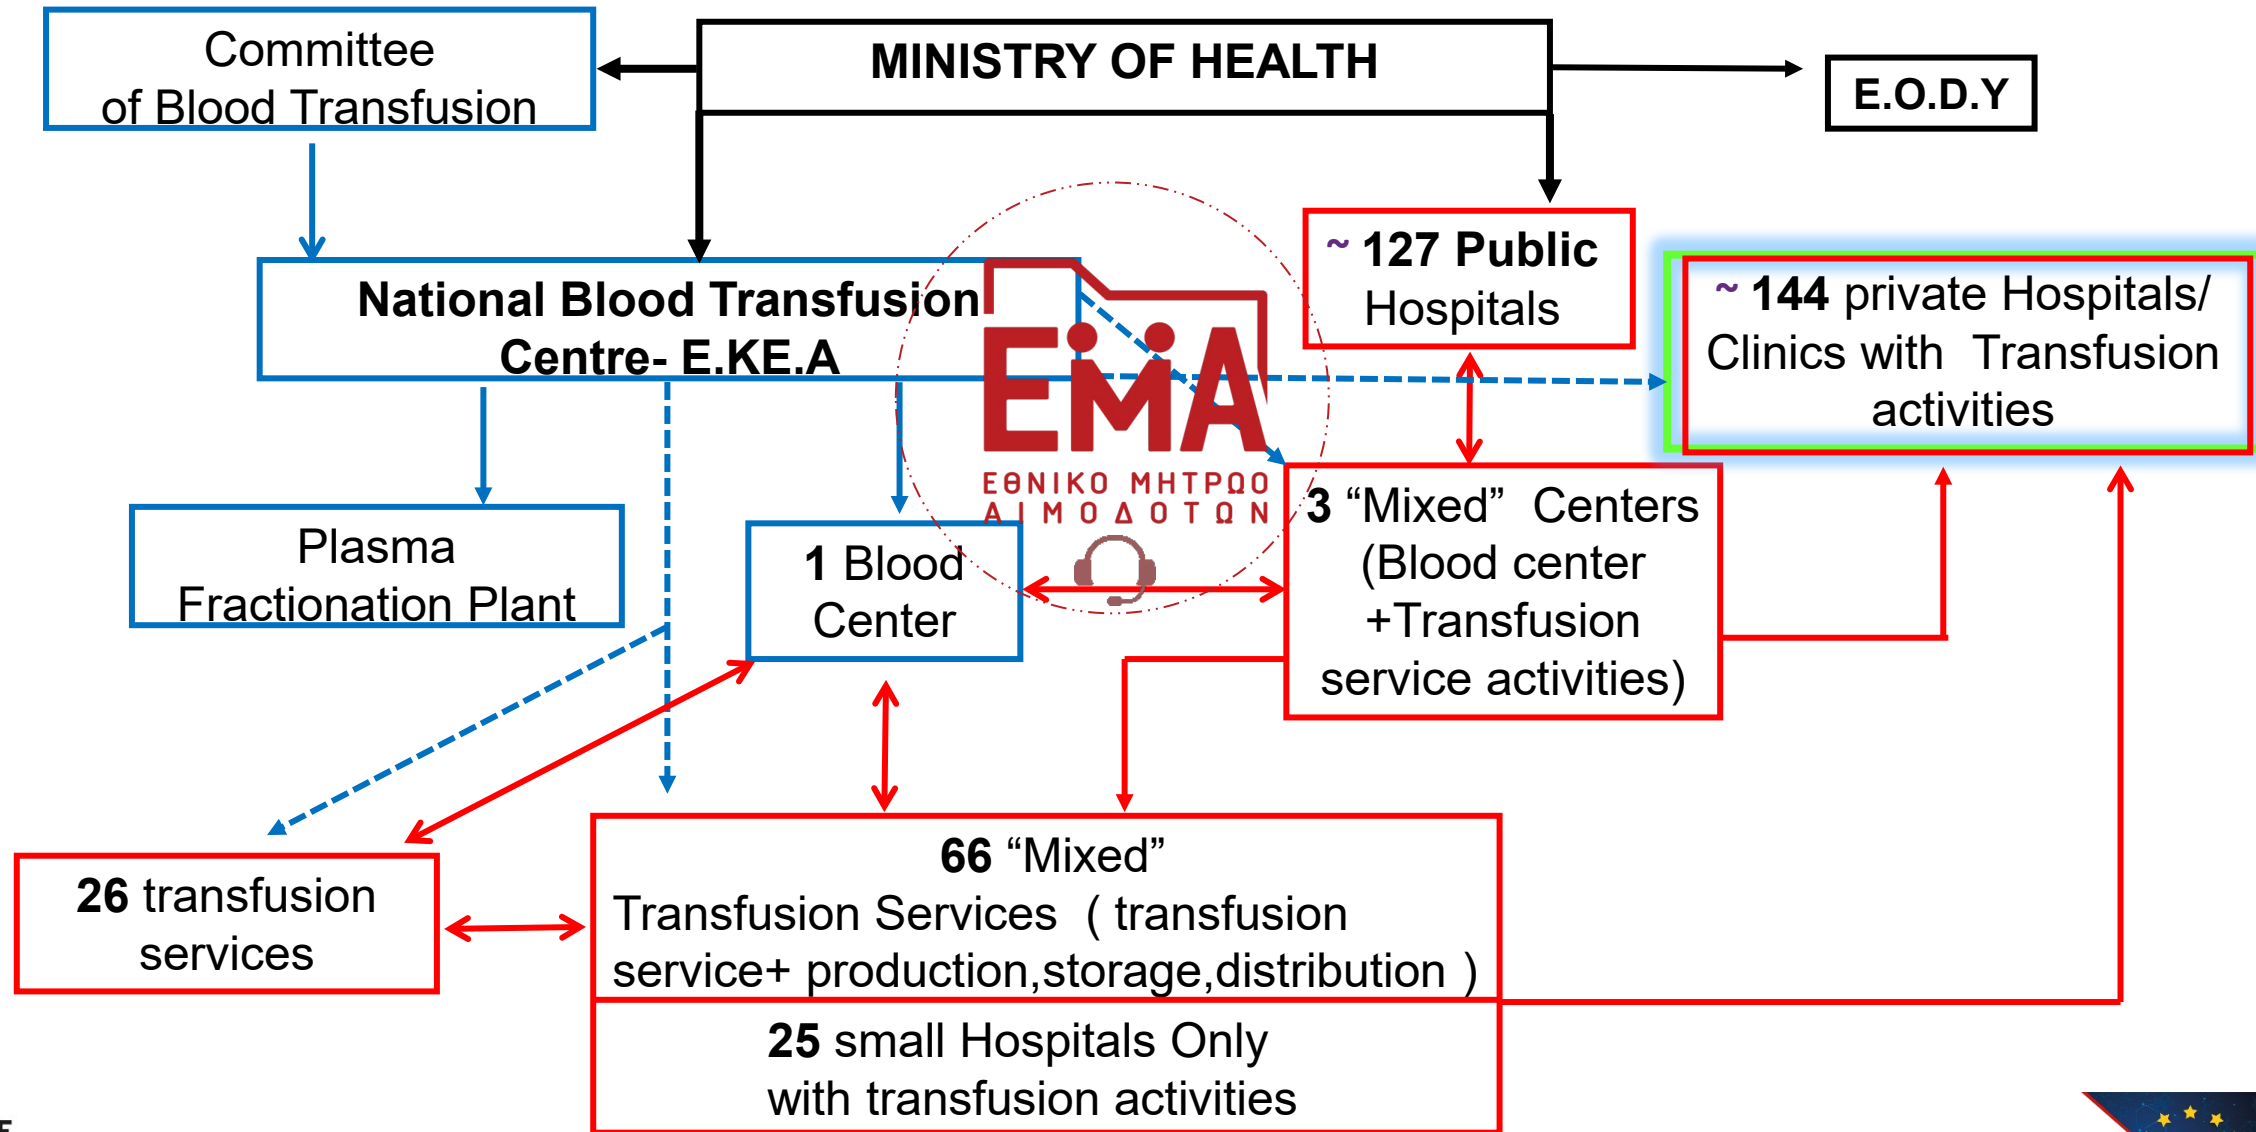 Committee
of Blood Transfusion
MINISTRY OF HEALTH
E.O.D.Y
National Blood Transfusion
Centre- E.KE.A
ΕΜΑ
ΕΘΝΙΚΟ ΜΗΤΡΩΟ
ΑΙΜΟΔΟΤΩΝ
~ 127 Public
Hospitals
~ 144 private Hospitals/
Clinics with Transfusion
activities
Plasma
Fractionation Plant
1 Blood
Center
3 “Mixed” Centers
(Blood center
+Transfusion
service activities)
26 transfusion
services
66 “Mixed”
Transfusion Services ( transfusion
service+ production,storage,distribution )
25 small Hospitals Only
with transfusion activities